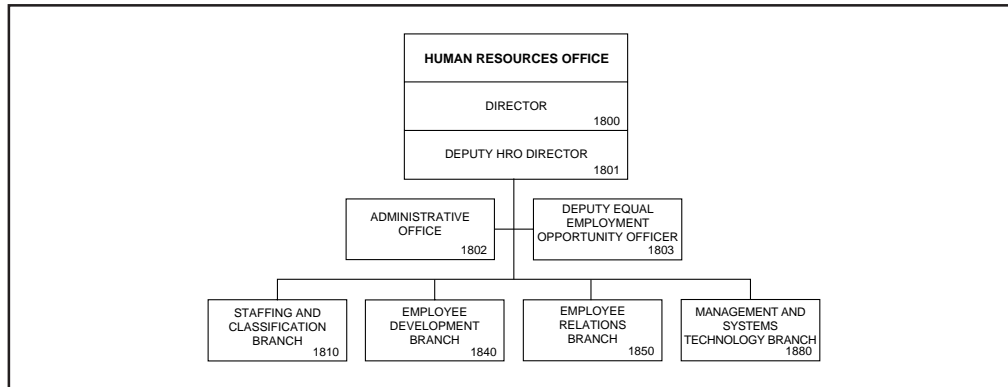 HUMAN RESOURCES OFFICE
DIRECTOR
1800
DEPUTY HRO DIRECTOR
1801
ADMINISTRATIVE
OFFICE
1802
DEPUTY EQUAL
EMPLOYMENT
OPPORTUNITY OFFICER
1803
STAFFING AND
CLASSIFICATION
BRANCH
1810
EMPLOYEE
DEVELOPMENT
BRANCH
1840
EMPLOYEE
RELATIONS
BRANCH
1850
MANAGEMENT AND
SYSTEMS
TECHNOLOGY BRANCH
1880